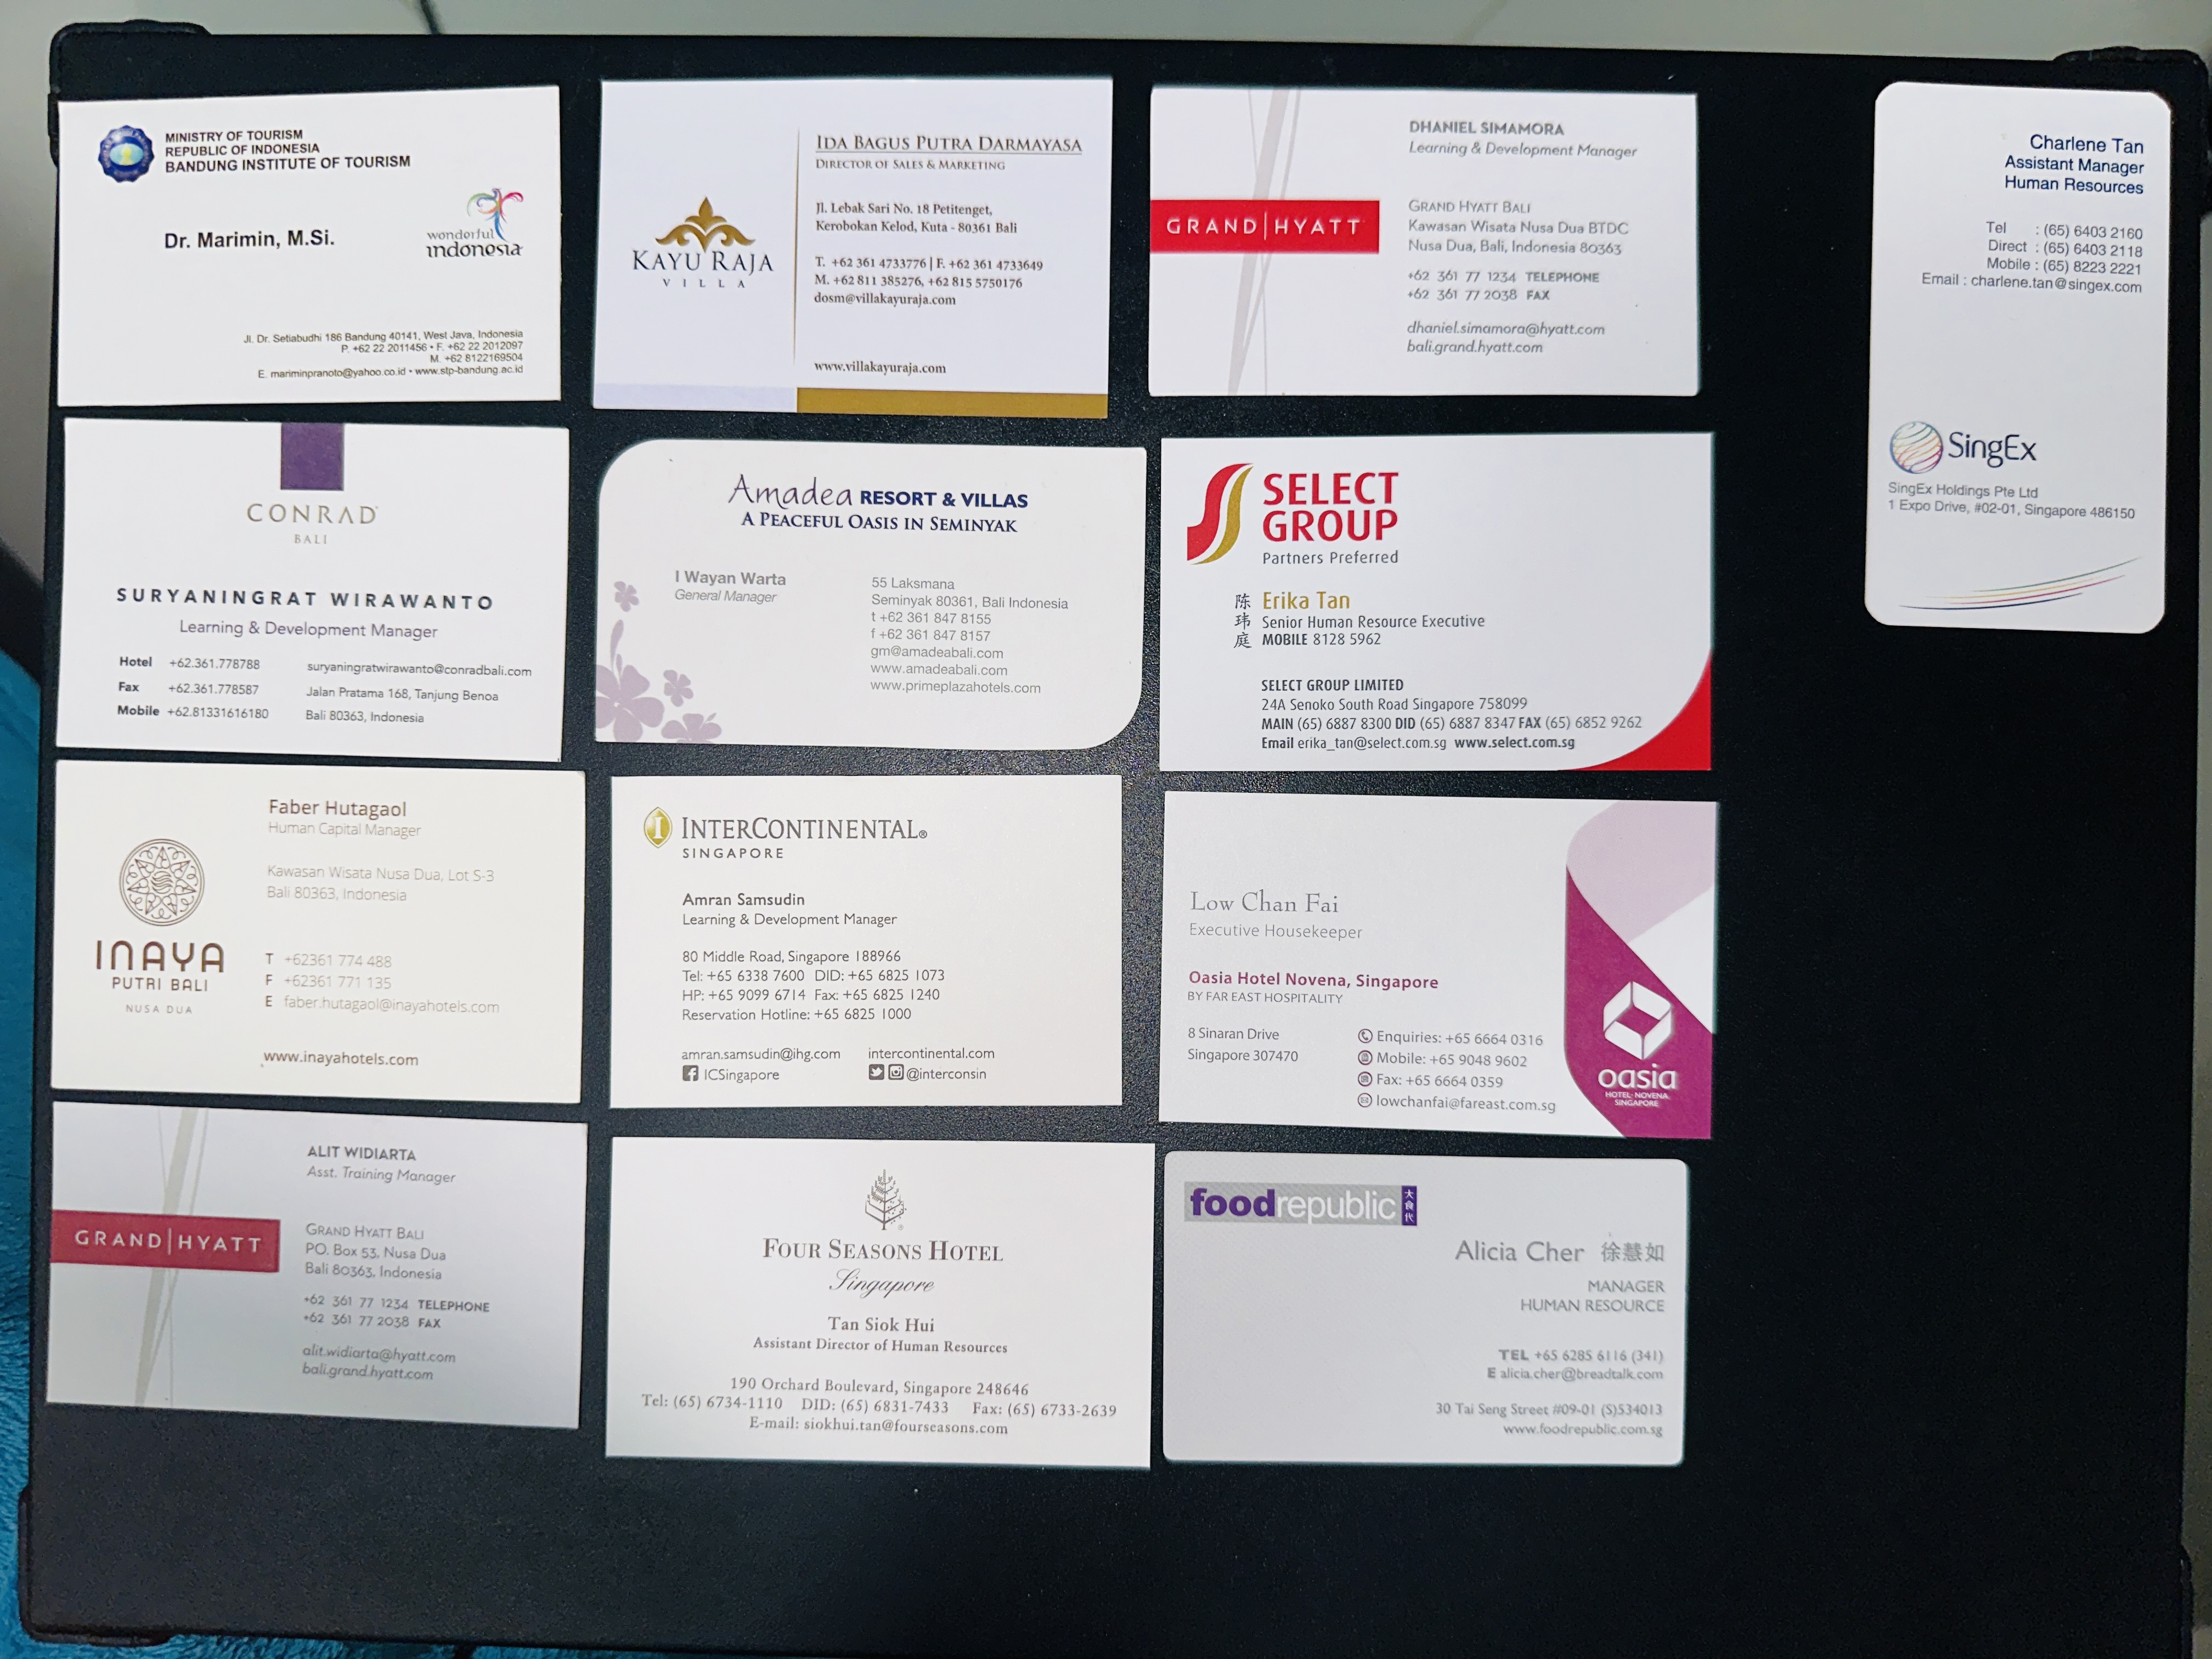 MINISTRY OF TOURISM
REPUBLIC OF INDONESIA
BANDUNG INSTITUTE OF TOURISM
wonderful
indonesia
Dr. Marimin, M.Si.
Jl. Dr. Setiabudhi 186 Bandung 40141, West Java, Indonesia
P. +62 22 2011456 • F. +62 22 2012097
M. +62 8122169504
E. mariminpranoto@yahoo.co.id • www.stp-bandung.ac.id
KAYU RAJA
VILLA
IDA BAGUS PUTRA DARMAYASA
DIRECTOR OF SALES & MARKETING
Jl. Lebak Sari No. 18 Petitenget,
Kerobokan Kelod, Kuta - 80361 Bali
T. +62 361 4733776 | F. +62 361 4733649
M. +62 811 385276, +62 815 5750176
dosm@villakayuraja.com
www.villakayuraja.com
GRAND | HYATT
DHANIEL SIMAMORA
Learning & Development Manager
GRAND HYATT BALI
Kawasan Wisata Nusa Dua BTDC
Nusa Dua, Bali, Indonesia 80363
+62 361 77 1234 TELEPHONE
+62 361 77 2038 FAX
dhaniel.simamora@hyatt.com
bali.grand.hyatt.com
Charlene Tan
Assistant Manager
Human Resources
Tel : (65) 6403 2160
Direct : (65) 6403 2118
Mobile : (65) 8223 2221
Email : charlene.tan@singex.com
SingEx
SingEx Holdings Pte Ltd
1 Expo Drive, #02-01, Singapore 486150
CONRAD
BALI
SURYANINGRAT WIRAWANTO
Learning & Development Manager
Hotel +62.361.778788 suryaningratwirawanto@conradbali.com
Fax +62.361.778587 Jalan Pratama 168, Tanjung Benoa
Mobile +62.81331616180 Bali 80363, Indonesia
Amadea RESORT & VILLAS
A PEACEFUL OASIS IN SEMINYAK
I Wayan Warta
General Manager
55 Laksmana
Seminyak 80361, Bali Indonesia
t +62 361 847 8155
f +62 361 847 8157
gm@amadeabali.com
www.amadeabali.com
www.primeplazahotels.com
SELECT
GROUP
Partners Preferred
陈玮庭
Erika Tan
Senior Human Resource Executive
MOBILE 8128 5962
SELECT GROUP LIMITED
24A Senoko South Road Singapore 758099
MAIN (65) 6887 8300 DID (65) 6887 8347 FAX (65) 6852 9262
Email erika_tan@select.com.sg www.select.com.sg
INAYA
PUTRI BALI
NUSA DUA
Faber Hutagaol
Human Capital Manager
Kawasan Wisata Nusa Dua, Lot S-3
Bali 80363, Indonesia
T +62361 774 488
F +62361 771 135
E faber.hutagaol@inayahotels.com
www.inayahotels.com
INTERCONTINENTAL®
SINGAPORE
Amran Samsudin
Learning & Development Manager
80 Middle Road, Singapore 188966
Tel: +65 6338 7600 DID: +65 6825 1073
HP: +65 9099 6714 Fax: +65 6825 1240
Reservation Hotline: +65 6825 1000
amran.samsudin@ihg.com intercontinental.com
ICSingapore @interconsin
Low Chan Fai
Executive Housekeeper
Oasia Hotel Novena, Singapore
BY FAR EAST HOSPITALITY
8 Sinaran Drive
Singapore 307470
Enquiries: +65 6664 0316
Mobile: +65 9048 9602
Fax: +65 6664 0359
lowchanfai@fareast.com.sg
oasia
HOTEL · NOVENA
SINGAPORE
GRAND | HYATT
ALIT WIDIARTA
Asst. Training Manager
GRAND HYATT BALI
PO. Box 53, Nusa Dua
Bali 80363, Indonesia
+62 361 77 1234 TELEPHONE
+62 361 77 2038 FAX
alit.widiarta@hyatt.com
bali.grand.hyatt.com
FOUR SEASONS HOTEL
Singapore
Tan Siok Hui
Assistant Director of Human Resources
190 Orchard Boulevard, Singapore 248646
Tel: (65) 6734-1110 DID: (65) 6831-7433 Fax: (65) 6733-2639
E-mail: siokhui.tan@fourseasons.com
foodrepublic 大食代
Alicia Cher 徐慧如
MANAGER
HUMAN RESOURCE
TEL +65 6285 6116 (341)
E alicia.cher@breadtalk.com
30 Tai Seng Street #09-01 (S)534013
www.foodrepublic.com.sg